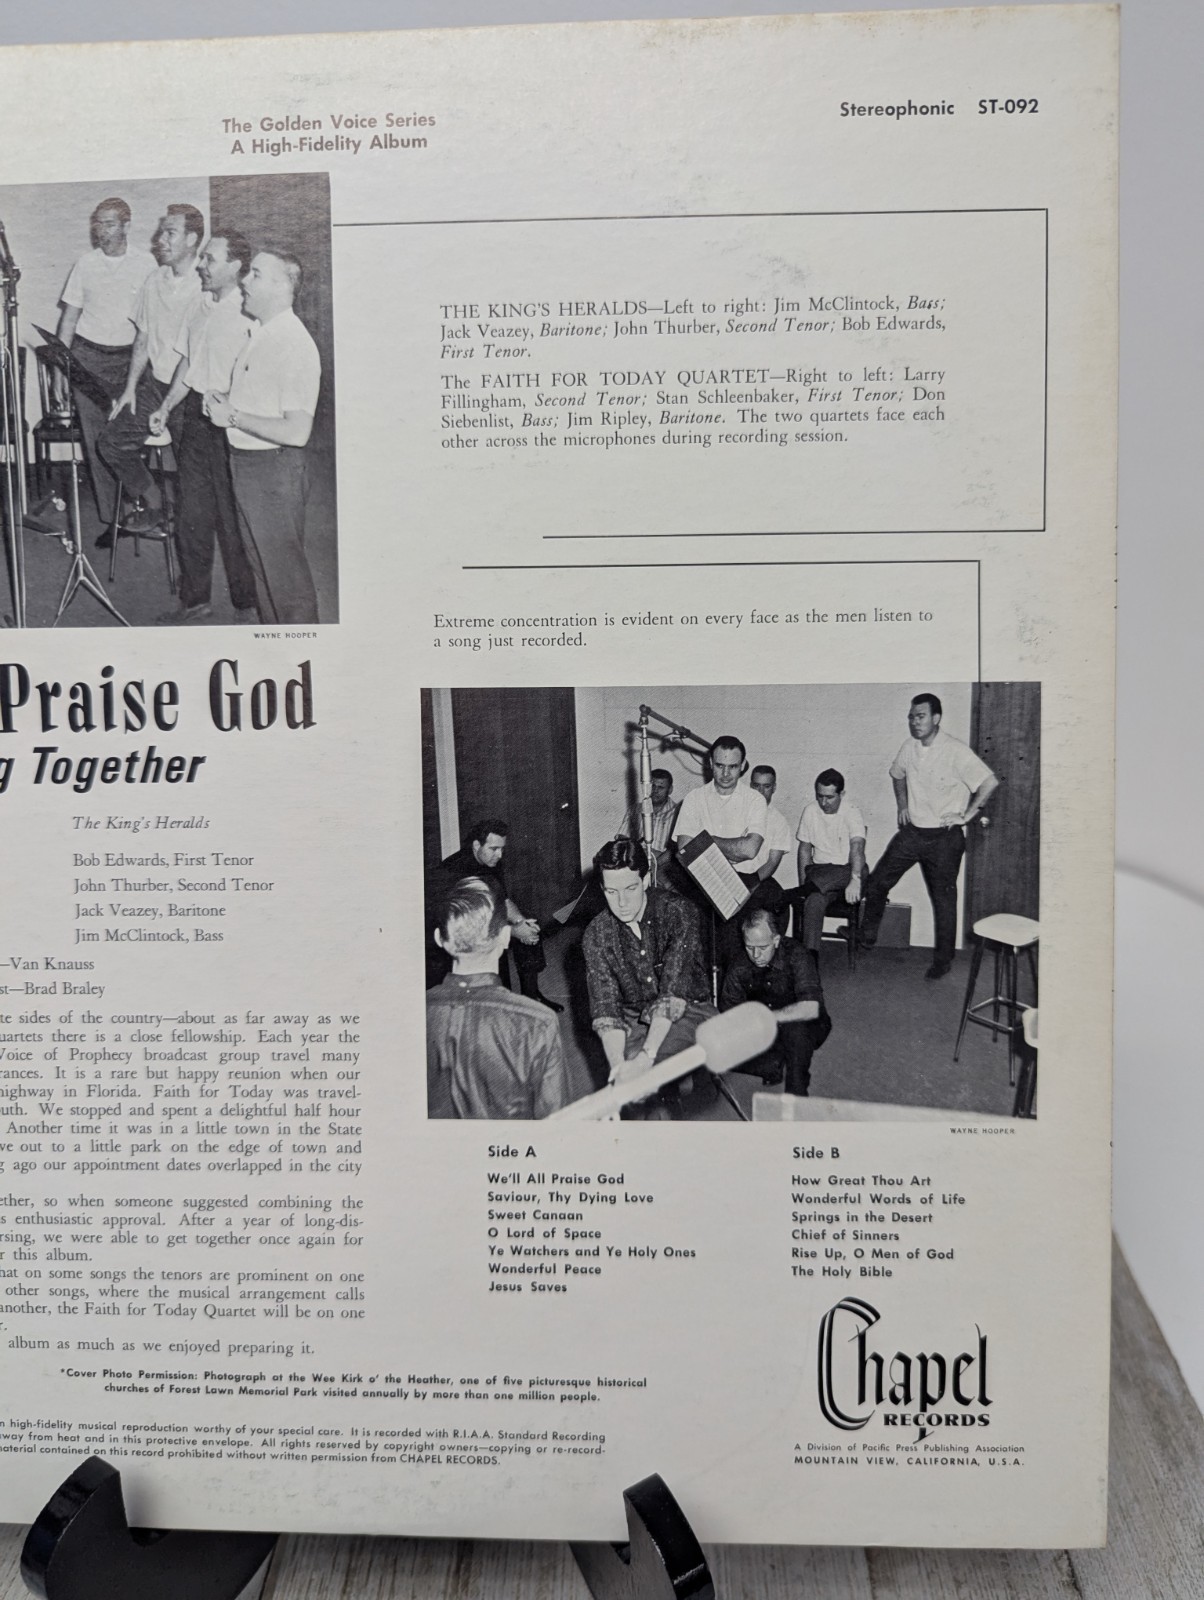 The Golden Voice Series
A High-Fidelity Album
Stereophonic ST-092
THE KING'S HERALDS—Left to right: Jim McClintock, Bass;
Jack Veazey, Baritone; John Thurber, Second Tenor; Bob Edwards,
First Tenor.
The FAITH FOR TODAY QUARTET—Right to left: Larry
Fillingham, Second Tenor; Stan Schleenbaker, First Tenor; Don
Siebenlist, Bass; Jim Ripley, Baritone. The two quartets face each
other across the microphones during recording session.
WAYNE HOOPER
Extreme concentration is evident on every face as the men listen to
a song just recorded.
WAYNE HOOPER
Praise God
g Together
The King's Heralds
Bob Edwards, First Tenor
John Thurber, Second Tenor
Jack Veazey, Baritone
Jim McClintock, Bass
—Van Knauss
st—Brad Braley
te sides of the country—about as far away as we
uartets there is a close fellowship. Each year the
Voice of Prophecy broadcast group travel many
rances. It is a rare but happy reunion when our
highway in Florida. Faith for Today was travel-
uth. We stopped and spent a delightful half hour
Another time it was in a little town in the State
ve out to a little park on the edge of town and
g ago our appointment dates overlapped in the city
ether, so when someone suggested combining the
s enthusiastic approval. After a year of long-dis-
rsing, we were able to get together once again for
r this album.
hat on some songs the tenors are prominent on one
other songs, where the musical arrangement calls
another, the Faith for Today Quartet will be on one
r.
album as much as we enjoyed preparing it.
Side A
We'll All Praise God
Saviour, Thy Dying Love
Sweet Canaan
O Lord of Space
Ye Watchers and Ye Holy Ones
Wonderful Peace
Jesus Saves
Side B
How Great Thou Art
Wonderful Words of Life
Springs in the Desert
Chief of Sinners
Rise Up, O Men of God
The Holy Bible
*Cover Photo Permission: Photograph at the Wee Kirk o' the Heather, one of five picturesque historical
churches of Forest Lawn Memorial Park visited annually by more than one million people.
n high-fidelity musical reproduction worthy of your special care. It is recorded with R.I.A.A. Standard Recording
way from heat and in this protective envelope. All rights reserved by copyright owners—copying or re-record-
material contained on this record prohibited without written permission from CHAPEL RECORDS.
Chapel
RECORDS
A Division of Pacific Press Publishing Association
MOUNTAIN VIEW, CALIFORNIA, U.S.A.